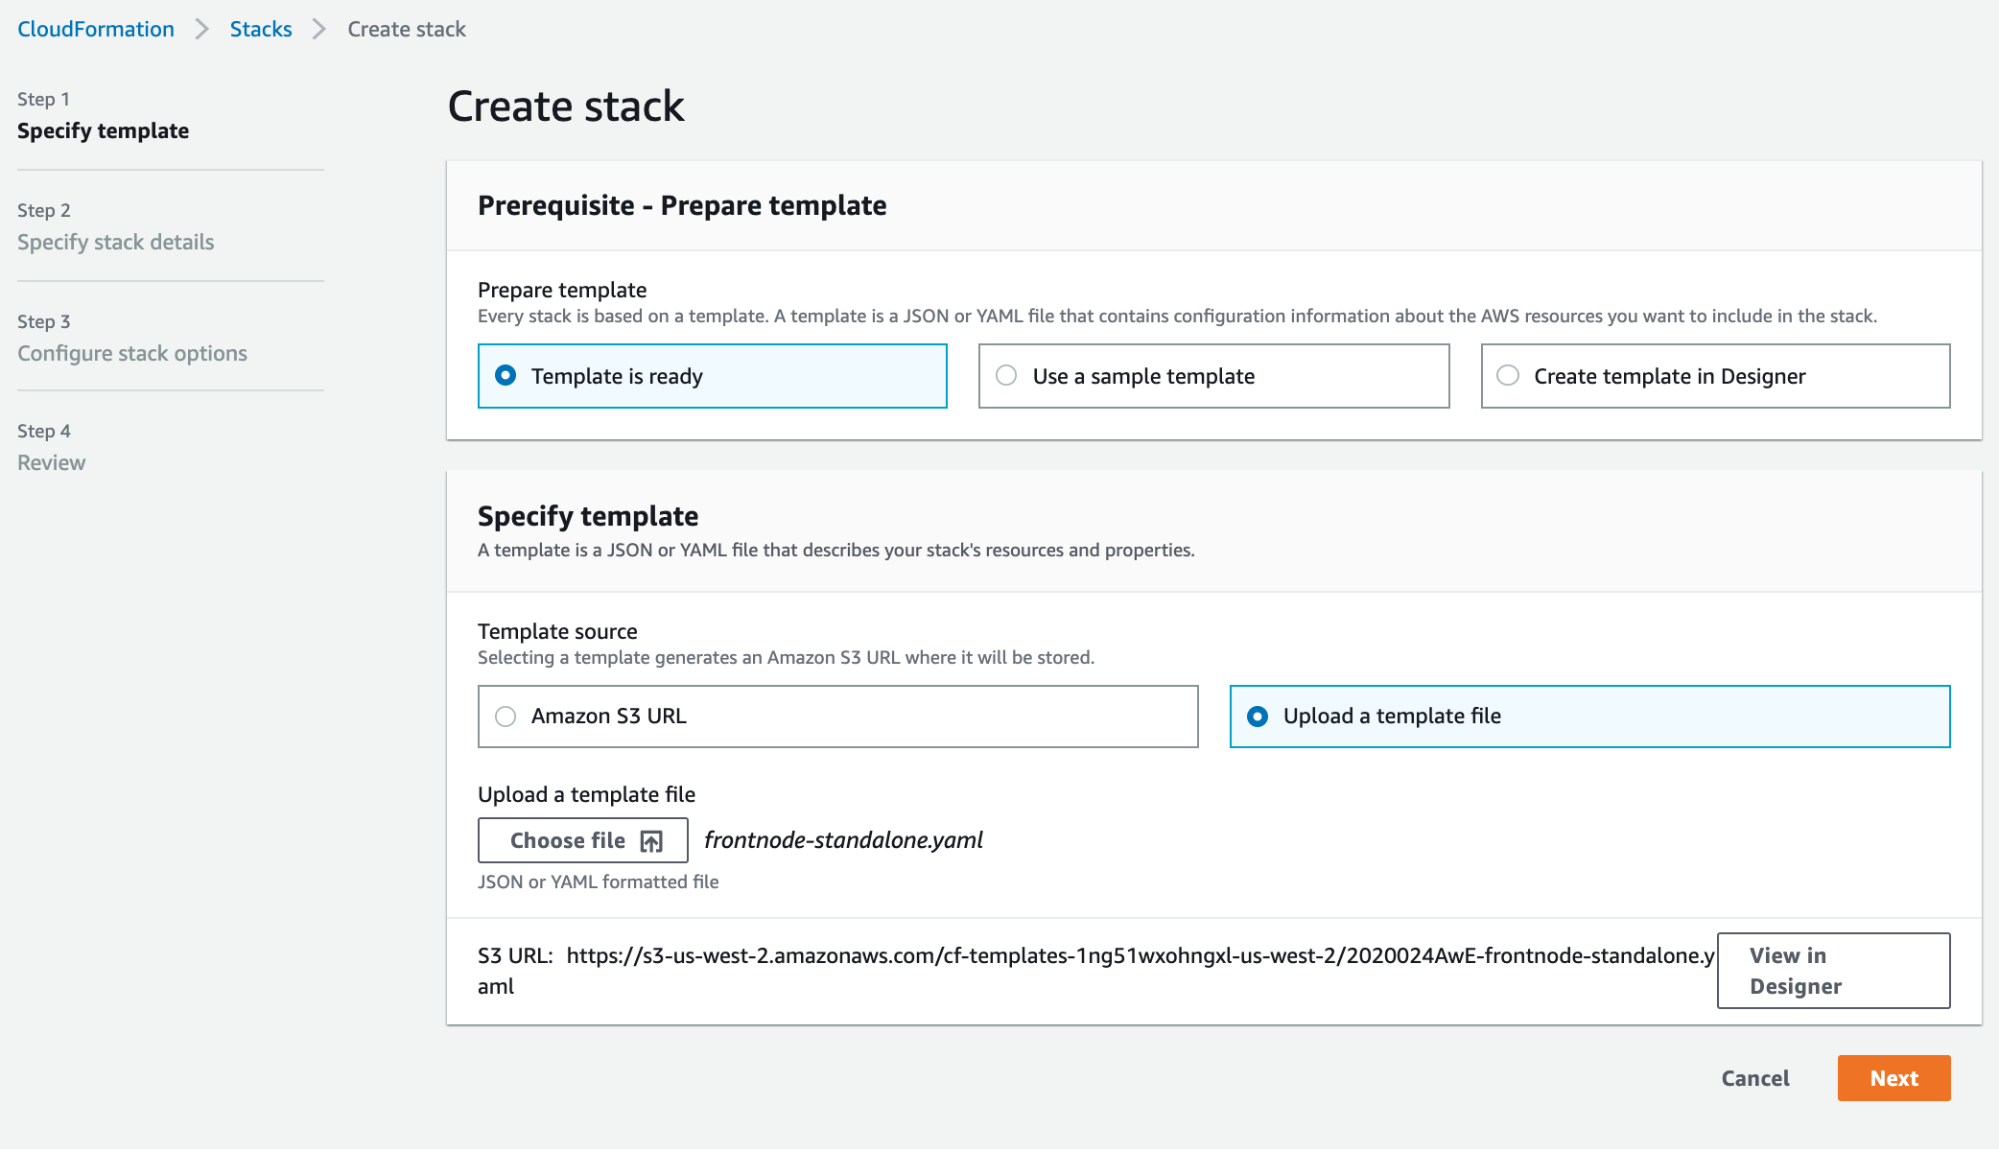 CloudFormation > Stacks > Create stack
Step 1
Specify template
Step 2
Specify stack details
Step 3
Configure stack options
Step 4
Review
Create stack
Prerequisite - Prepare template
Prepare template
Every stack is based on a template. A template is a JSON or YAML file that contains configuration information about the AWS resources you want to include in the stack.
Template is ready
Use a sample template
Create template in Designer
Specify template
A template is a JSON or YAML file that describes your stack's resources and properties.
Template source
Selecting a template generates an Amazon S3 URL where it will be stored.
Amazon S3 URL
Upload a template file
Upload a template file
Choose file frontnode-standalone.yaml
JSON or YAML formatted file
S3 URL: https://s3-us-west-2.amazonaws.com/cf-templates-1ng51wxohngxl-us-west-2/2020024AwE-frontnode-standalone.y
aml
View in
Designer
Cancel
Next